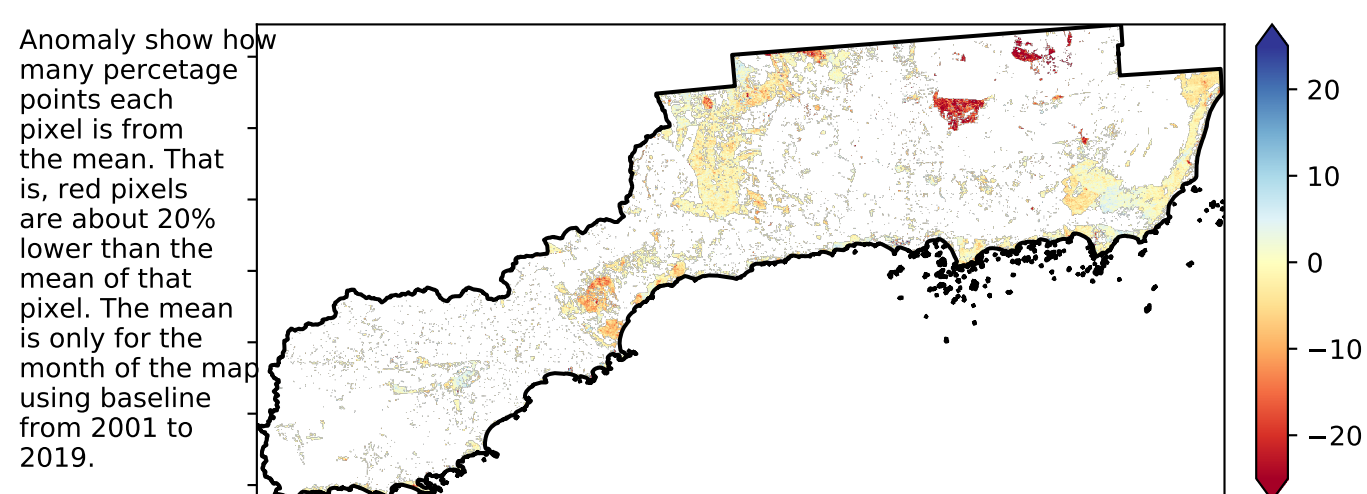 Anomaly show how
many percetage
points each
pixel is from
the mean. That
is, red pixels
are about 20%
lower than the
mean of that
pixel. The mean
is only for the
month of the map
using baseline
from 2001 to
2019.
20
10
0
−10
−20